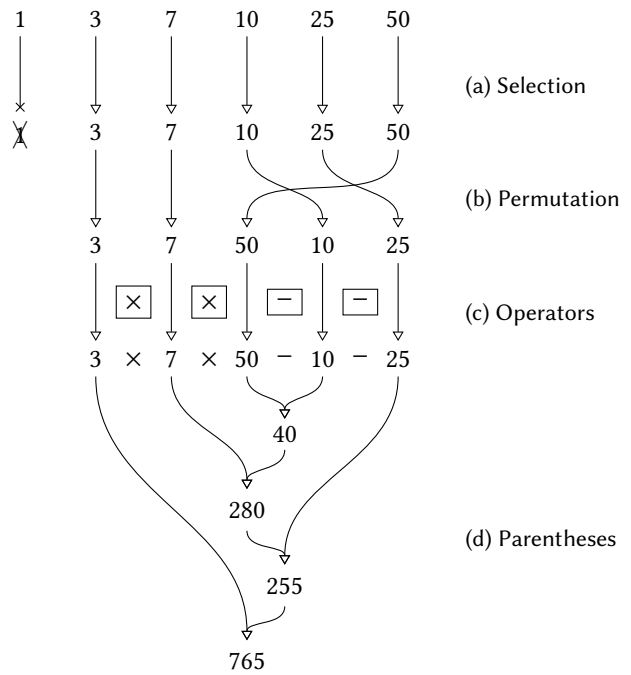 1 3 7 10 25 50
(a) Selection
1 3 7 10 25 50
(b) Permutation
3 7 50 10 25
× × − −
(c) Operators
3 × 7 × 50 − 10 − 25
40
280
(d) Parentheses
255
765